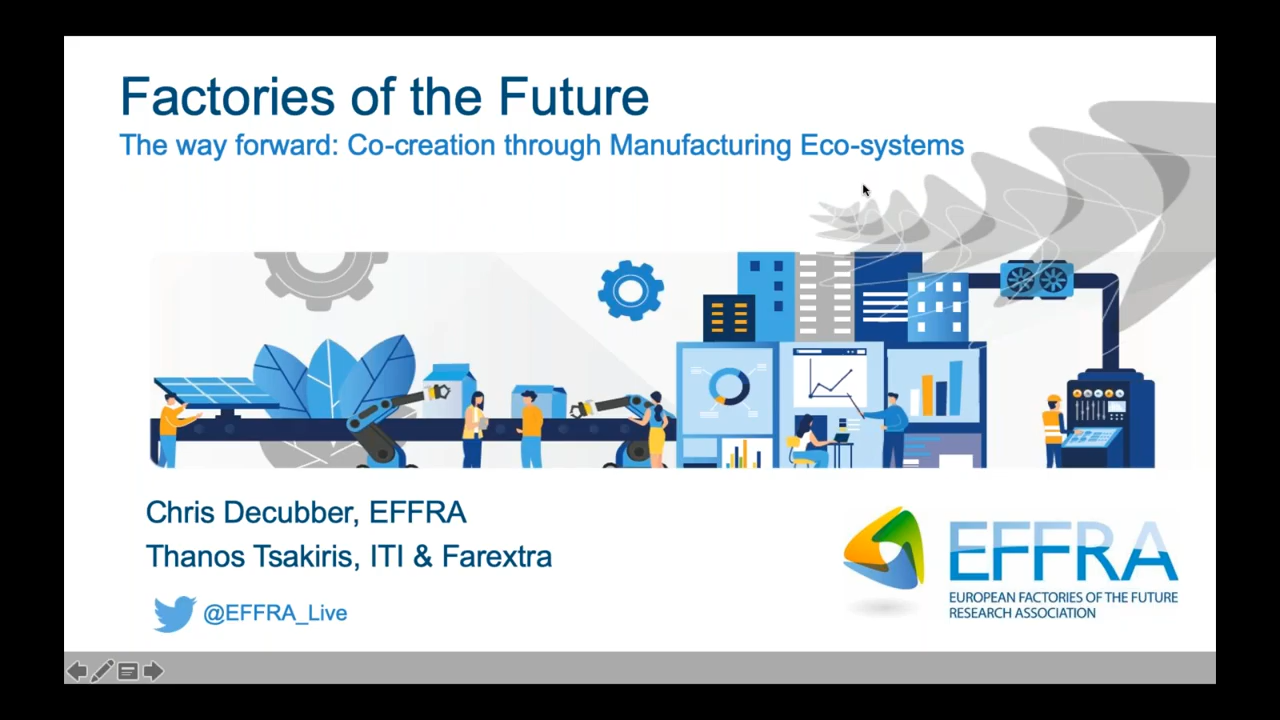 Factories of the Future
The way forward: Co-creation through Manufacturing Eco-systems
Chris Decubber, EFFRA
Thanos Tsakiris, ITI & Farextra
@EFFRA_Live
EFFRA
EUROPEAN FACTORIES OF THE FUTURE
RESEARCH ASSOCIATION